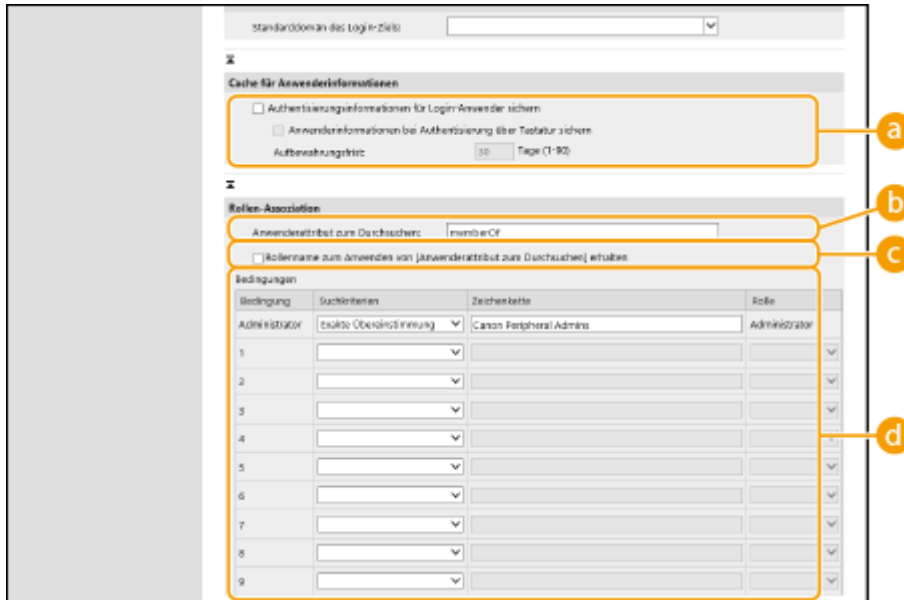 Standarddomän des Login-Ziels:
Cache für Anwenderinformationen
Authentisierungsinformationen für Login-Anwender sichern
Anwenderinformationen bei Authentisierung über Tastatur sichern
Aufbewahrungsfrist: 30 Tage (1-90)
a
Rollen-Assoziation
b
Anwenderattribut zum Durchsuchen: memberOf
Rollenname zum Anwenden von [Anwenderattribut zum Durchsuchen] erhalten
c
Bedingungen
Bedingung Suchkriterien Zeichenkette Rolle
Administrator Exakte Übereinstimmung Canon Peripheral Admins Administrator
1
2
3
4
d
5
6
7
8
9